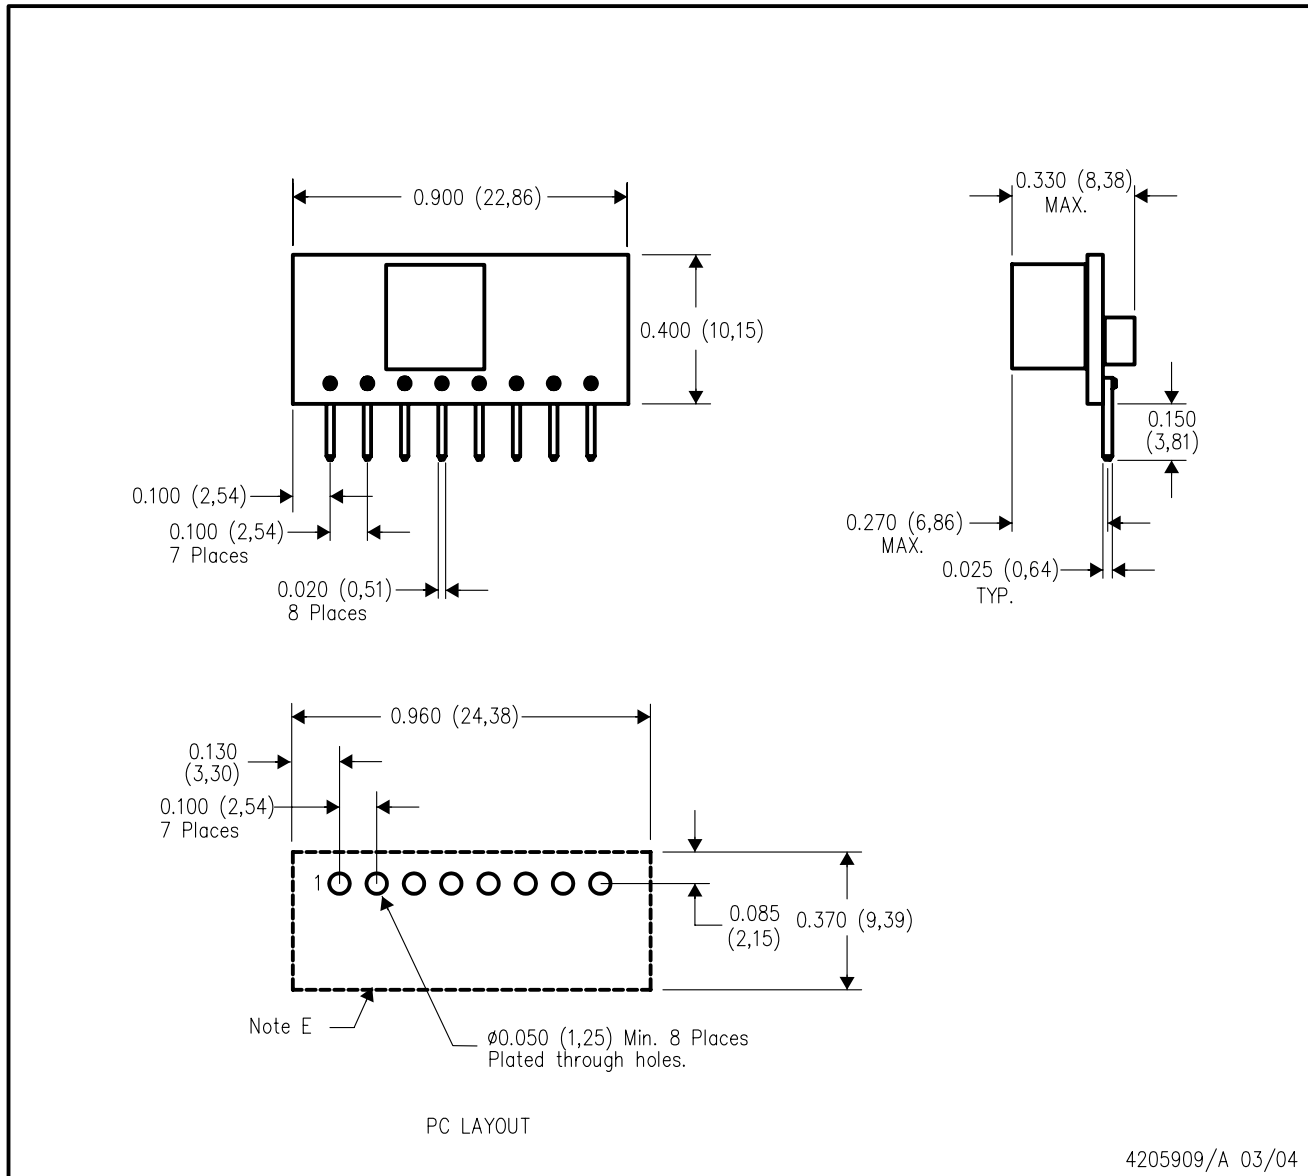 0.900 (22,86)
0.330 (8,38)
MAX.
0.400 (10,15)
0.150
(3,81)
0.100 (2,54)
0.100 (2,54)
7 Places
0.020 (0,51)
8 Places
0.270 (6,86)
MAX.
0.025 (0,64)
TYP.
0.960 (24,38)
0.130
(3,30)
0.100 (2,54)
7 Places
1
0.085
(2,15)
0.370 (9,39)
Note E
ø0.050 (1,25) Min. 8 Places
Plated through holes.
PC LAYOUT
4205909/A 03/04